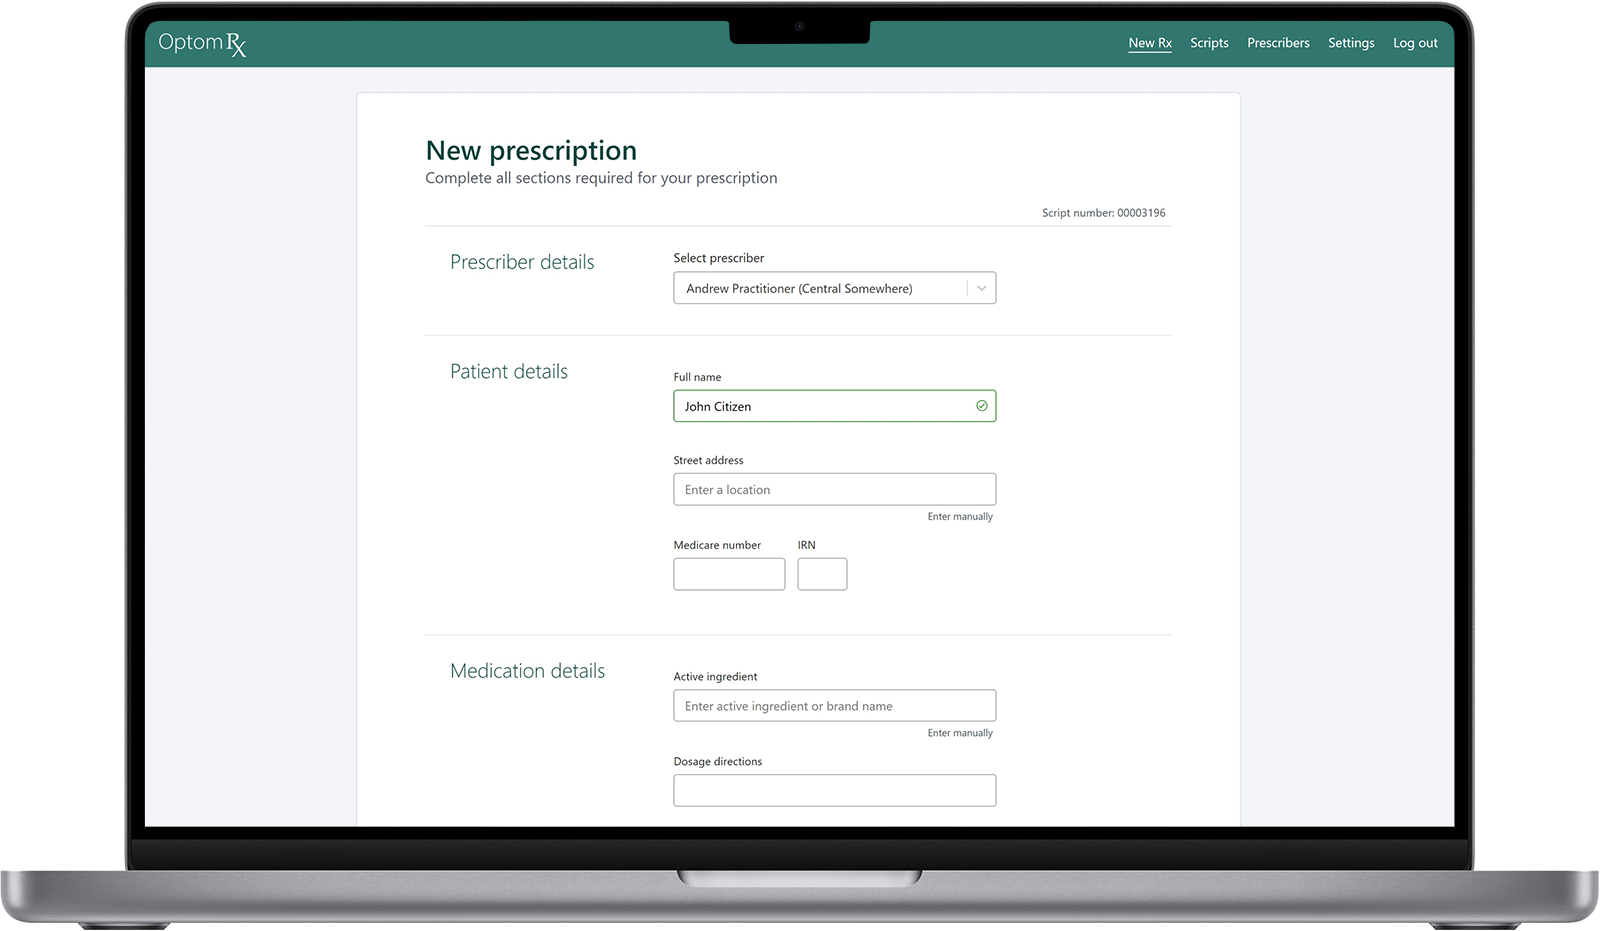 Optom Rx
New Rx Scripts Prescribers Settings Log out
New prescription
Complete all sections required for your prescription
Script number: 00003196
Prescriber details
Select prescriber
Andrew Practitioner (Central Somewhere)
Patient details
Full name
John Citizen
Street address
Enter a location
Enter manually
Medicare number IRN
Medication details
Active ingredient
Enter active ingredient or brand name
Enter manually
Dosage directions